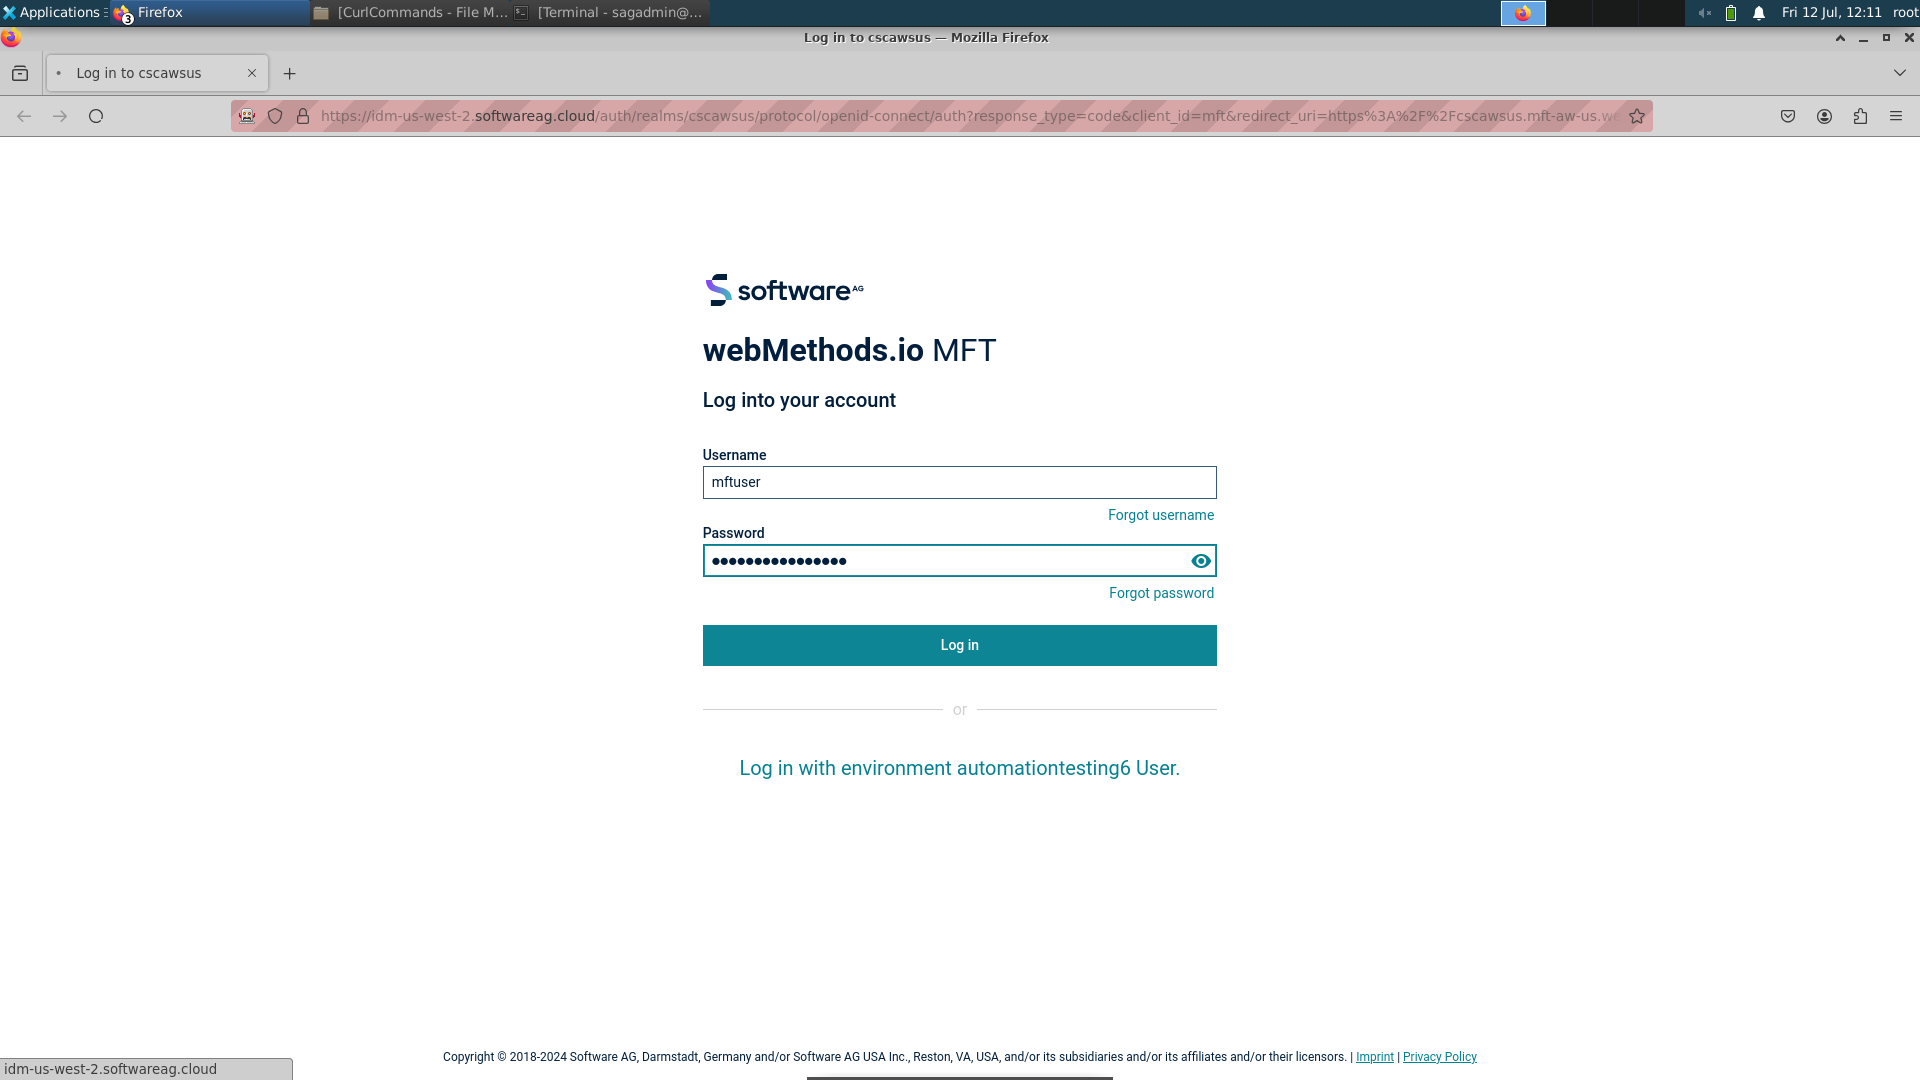 Applications
Firefox
[CurlCommands - File M...
[Terminal - sagadmin@...
Fri 12 Jul, 12:11
root
Log in to cscawsus — Mozilla Firefox
Log in to cscawsus
https://idm-us-west-2.softwareag.cloud/auth/realms/cscawsus/protocol/openid-connect/auth?response_type=code&client_id=mft&redirect_uri=https%3A%2F%2Fcscawsus.mft-aw-us.we
software AG
webMethods.io MFT
Log into your account
Username
mftuser
Forgot username
Password
••••••••••••••••
Forgot password
Log in
or
Log in with environment automationtesting6 User.
Copyright © 2018-2024 Software AG, Darmstadt, Germany and/or Software AG USA Inc., Reston, VA, USA, and/or its subsidiaries and/or its affiliates and/or their licensors. | Imprint | Privacy Policy
idm-us-west-2.softwareag.cloud